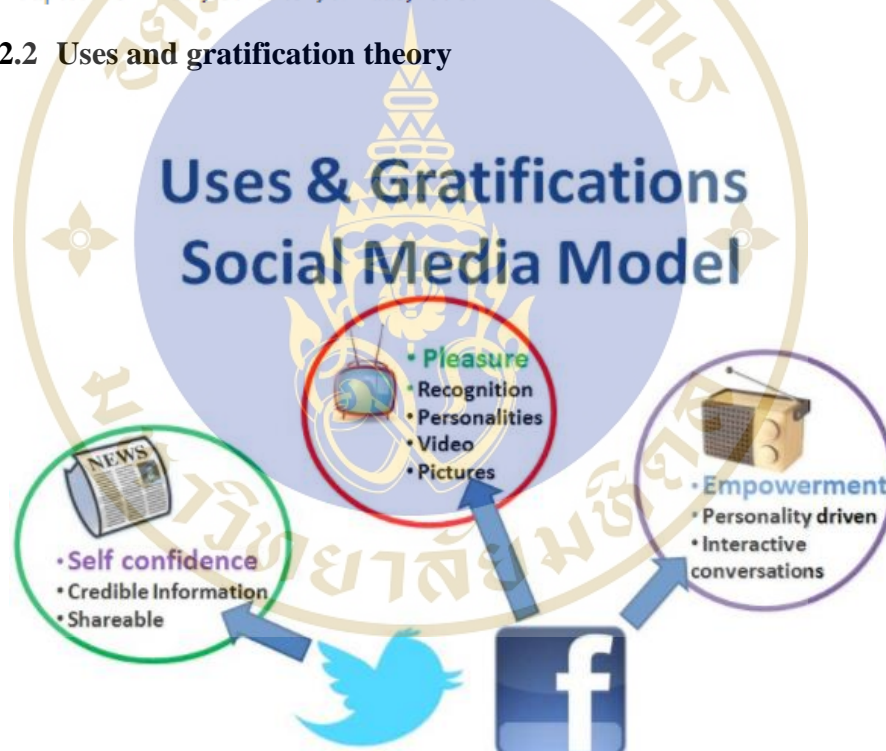 2.2 Uses and gratification theory
Uses & Gratifications
Social Media Model
• Pleasure
• Recognition
• Personalities
• Video
• Pictures
NEWS
• Self confidence
• Credible Information
• Shareable
• Empowerment
• Personality driven
• Interactive
conversations
f